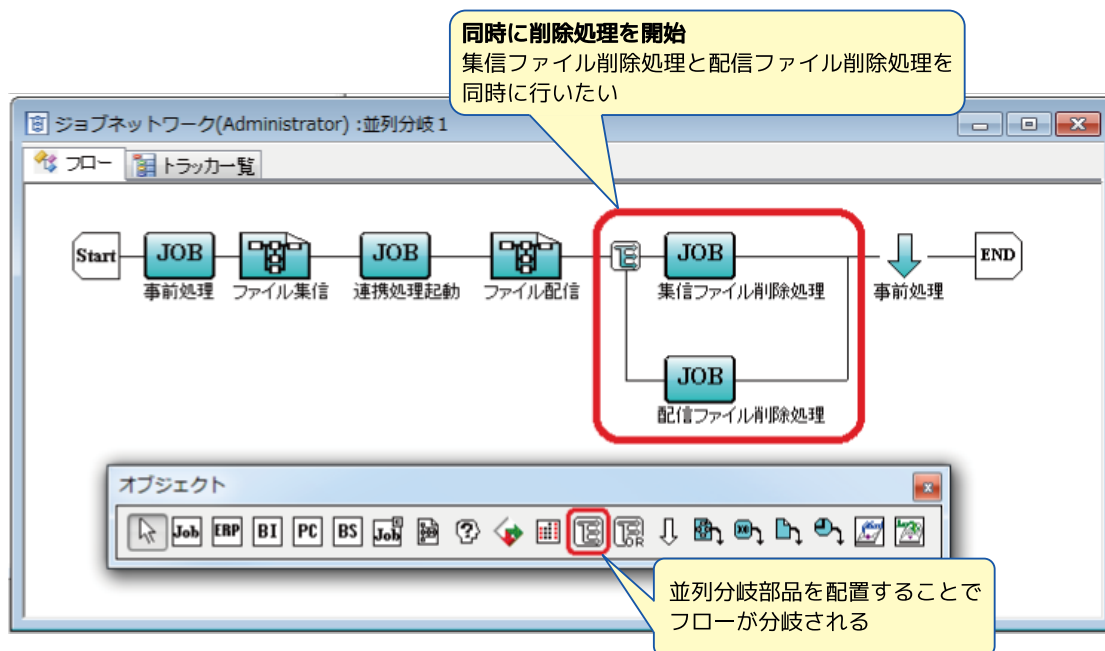 同時に削除処理を開始
集信ファイル削除処理と配信ファイル削除処理を
同時に行いたい
ジョブネットワーク(Administrator) :並列分岐1
フロー トラッカ一覧
Start JOB JOB JOB END
事前処理 ファイル集信 連携処理起動 ファイル配信 集信ファイル削除処理 事前処理
JOB
配信ファイル削除処理
オブジェクト
Job ERP BI PC BS Job OR
並列分岐部品を配置することで
フローが分岐される